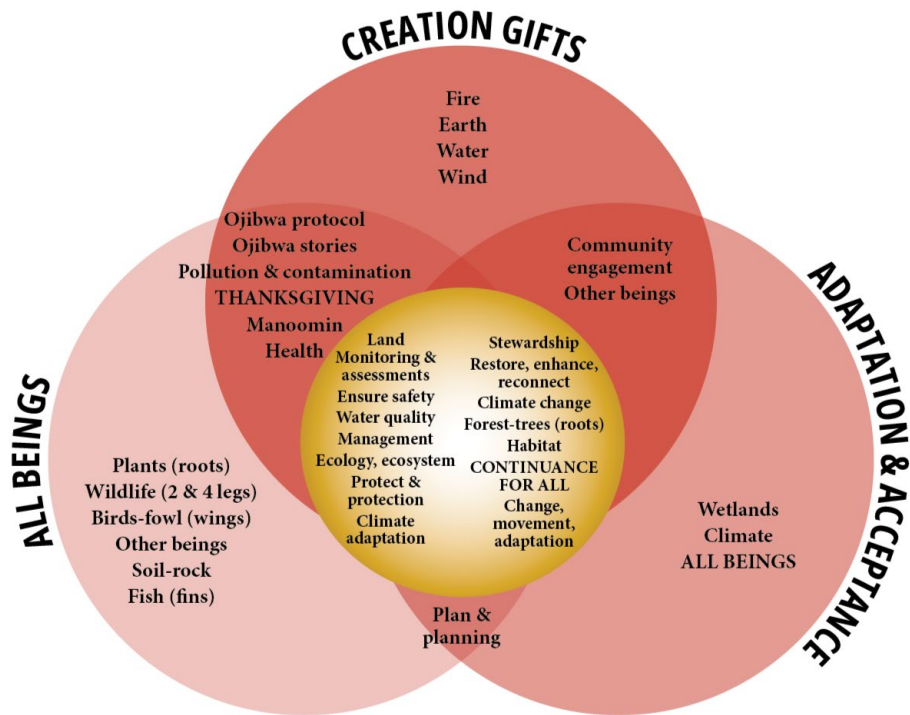 CREATION GIFTS
Fire
Earth
Water
Wind
Ojibwa protocol
Ojibwa stories
Pollution & contamination
THANKSGIVING
Manoomin
Health
Community
engagement
Other beings
ADAPTATION & ACCEPTANCE
ALL BEINGS
Land
Monitoring &
assessments
Ensure safety
Water quality
Management
Ecology, ecosystem
Protect &
protection
Climate
adaptation
Stewardship
Restore, enhance,
reconnect
Climate change
Forest-trees (roots)
Habitat
CONTINUANCE
FOR ALL
Change,
movement,
adaptation
Plants (roots)
Wildlife (2 & 4 legs)
Birds-fowl (wings)
Other beings
Soil-rock
Fish (fins)
Wetlands
Climate
ALL BEINGS
Plan &
planning